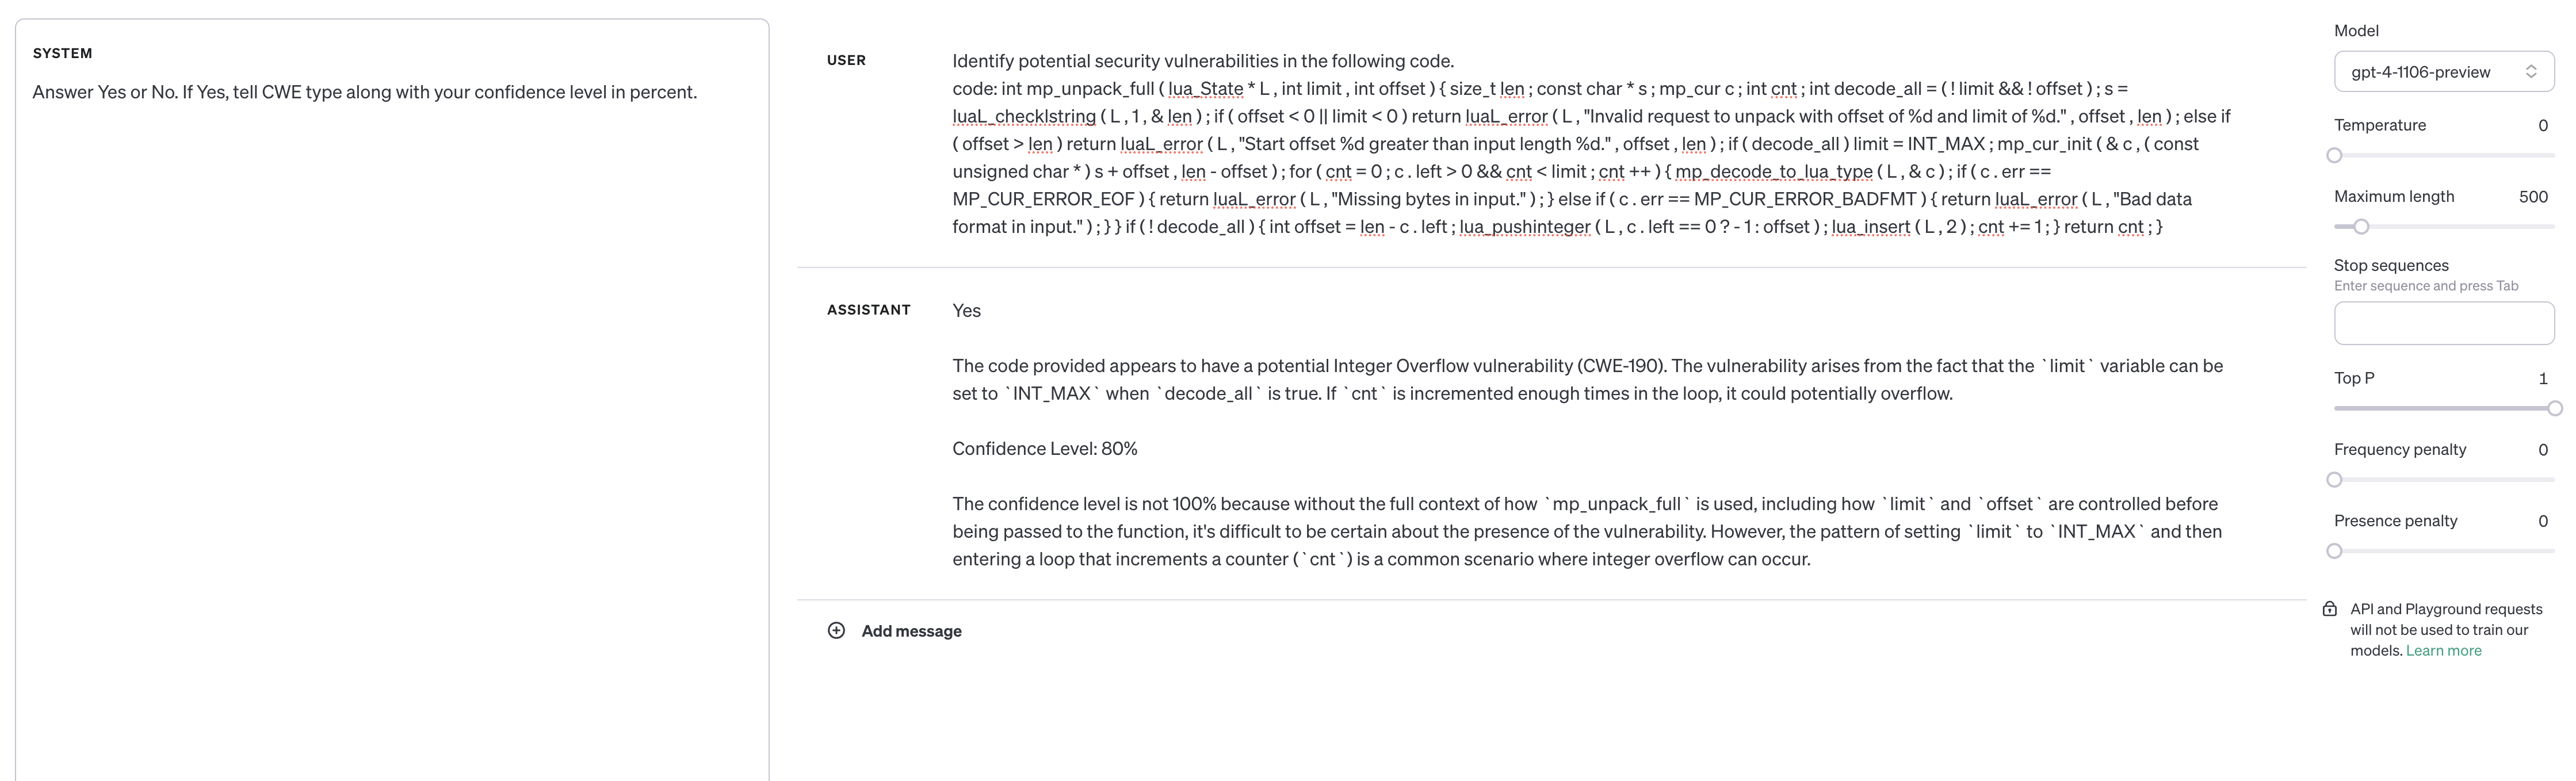 SYSTEM
Answer Yes or No. If Yes, tell CWE type along with your confidence level in percent.
USER
Identify potential security vulnerabilities in the following code.
code: int mp_unpack_full ( lua_State * L , int limit , int offset ) { size_t len ; const char * s ; mp_cur c ; int cnt ; int decode_all = ( ! limit && ! offset ) ; s =
luaL_checklstring ( L , 1 , & len ) ; if ( offset < 0 || limit < 0 ) return luaL_error ( L , "Invalid request to unpack with offset of %d and limit of %d." , offset , len ) ; else if
( offset > len ) return luaL_error ( L , "Start offset %d greater than input length %d." , offset , len ) ; if ( decode_all ) limit = INT_MAX ; mp_cur_init ( & c , ( const
unsigned char * ) s + offset , len - offset ) ; for ( cnt = 0 ; c . left > 0 && cnt < limit ; cnt ++ ) { mp_decode_to_lua_type ( L , & c ) ; if ( c . err ==
MP_CUR_ERROR_EOF ) { return luaL_error ( L , "Missing bytes in input." ) ; } else if ( c . err == MP_CUR_ERROR_BADFMT ) { return luaL_error ( L , "Bad data
format in input." ) ; } } if ( ! decode_all ) { int offset = len - c . left ; lua_pushinteger ( L , c . left == 0 ? - 1 : offset ) ; lua_insert ( L , 2 ) ; cnt += 1 ; } return cnt ; }
ASSISTANT
Yes
The code provided appears to have a potential Integer Overflow vulnerability (CWE-190). The vulnerability arises from the fact that the `limit` variable can be
set to `INT_MAX` when `decode_all` is true. If `cnt` is incremented enough times in the loop, it could potentially overflow.
Confidence Level: 80%
The confidence level is not 100% because without the full context of how `mp_unpack_full` is used, including how `limit` and `offset` are controlled before
being passed to the function, it's difficult to be certain about the presence of the vulnerability. However, the pattern of setting `limit` to `INT_MAX` and then
entering a loop that increments a counter (`cnt`) is a common scenario where integer overflow can occur.
Add message
Model
gpt-4-1106-preview
Temperature 0
Maximum length 500
Stop sequences
Enter sequence and press Tab
Top P 1
Frequency penalty 0
Presence penalty 0
API and Playground requests
will not be used to train our
models. Learn more